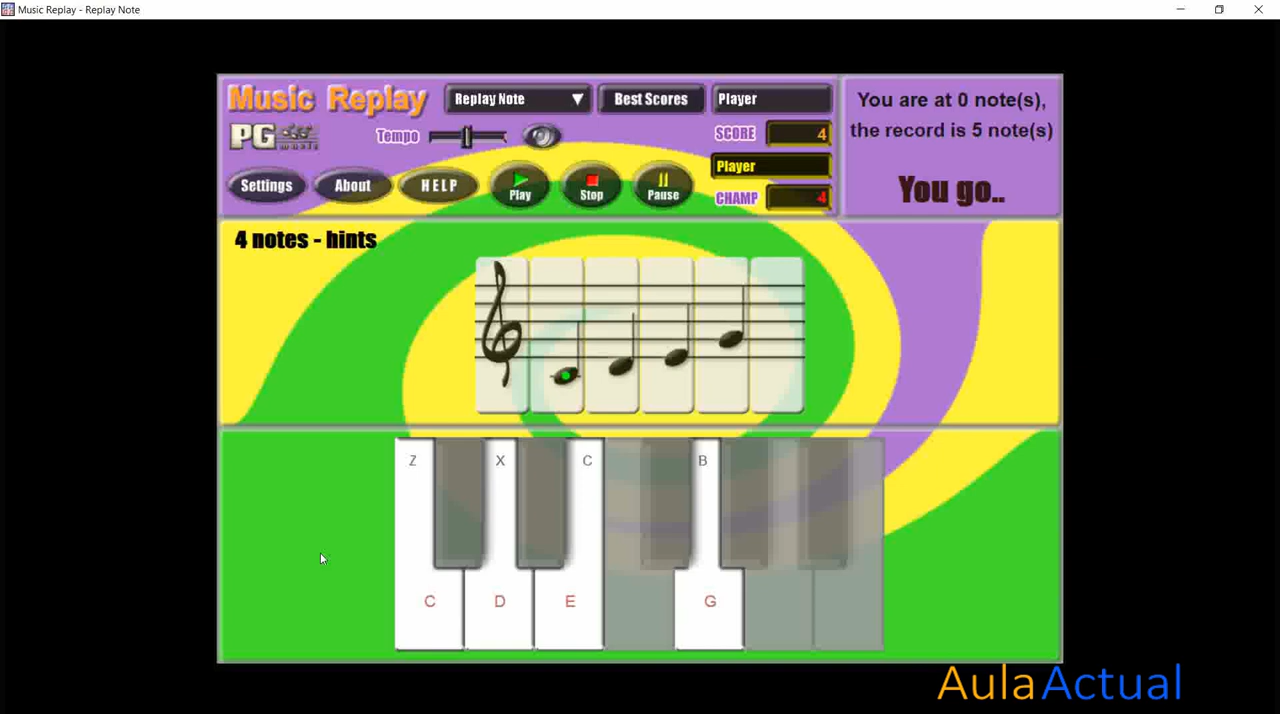 Music Replay - Replay Note
Music Replay
Replay Note
Best Scores
Player
You are at 0 note(s),
the record is 5 note(s)
PG
music
Tempo
SCORE
4
Player
Settings
About
HELP
Play
Stop
Pause
CHAMP
4
You go..
4 notes - hints
Z
X
C
B
C
D
E
G
AulaActual